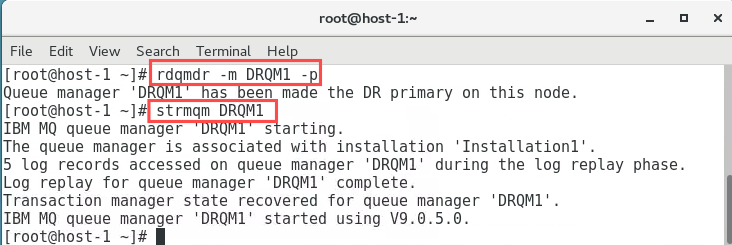 root@host-1:~
File Edit View Search Terminal Help
[root@host-1 ~]# rdqmdr -m DRQM1 -p
Queue manager 'DRQM1' has been made the DR primary on this node.
[root@host-1 ~]# strmqm DRQM1
IBM MQ queue manager 'DRQM1' starting.
The queue manager is associated with installation 'Installation1'.
5 log records accessed on queue manager 'DRQM1' during the log replay phase.
Log replay for queue manager 'DRQM1' complete.
Transaction manager state recovered for queue manager 'DRQM1'.
IBM MQ queue manager 'DRQM1' started using V9.0.5.0.
[root@host-1 ~]#